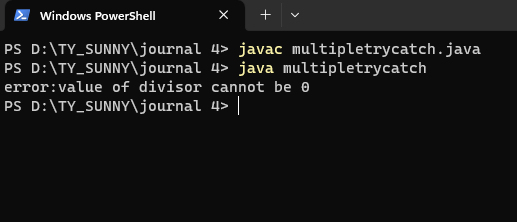 Windows PowerShell
PS D:\TY_SUNNY\journal 4> javac multipletrycatch.java
PS D:\TY_SUNNY\journal 4> java multipletrycatch
error:value of divisor cannot be 0
PS D:\TY_SUNNY\journal 4>